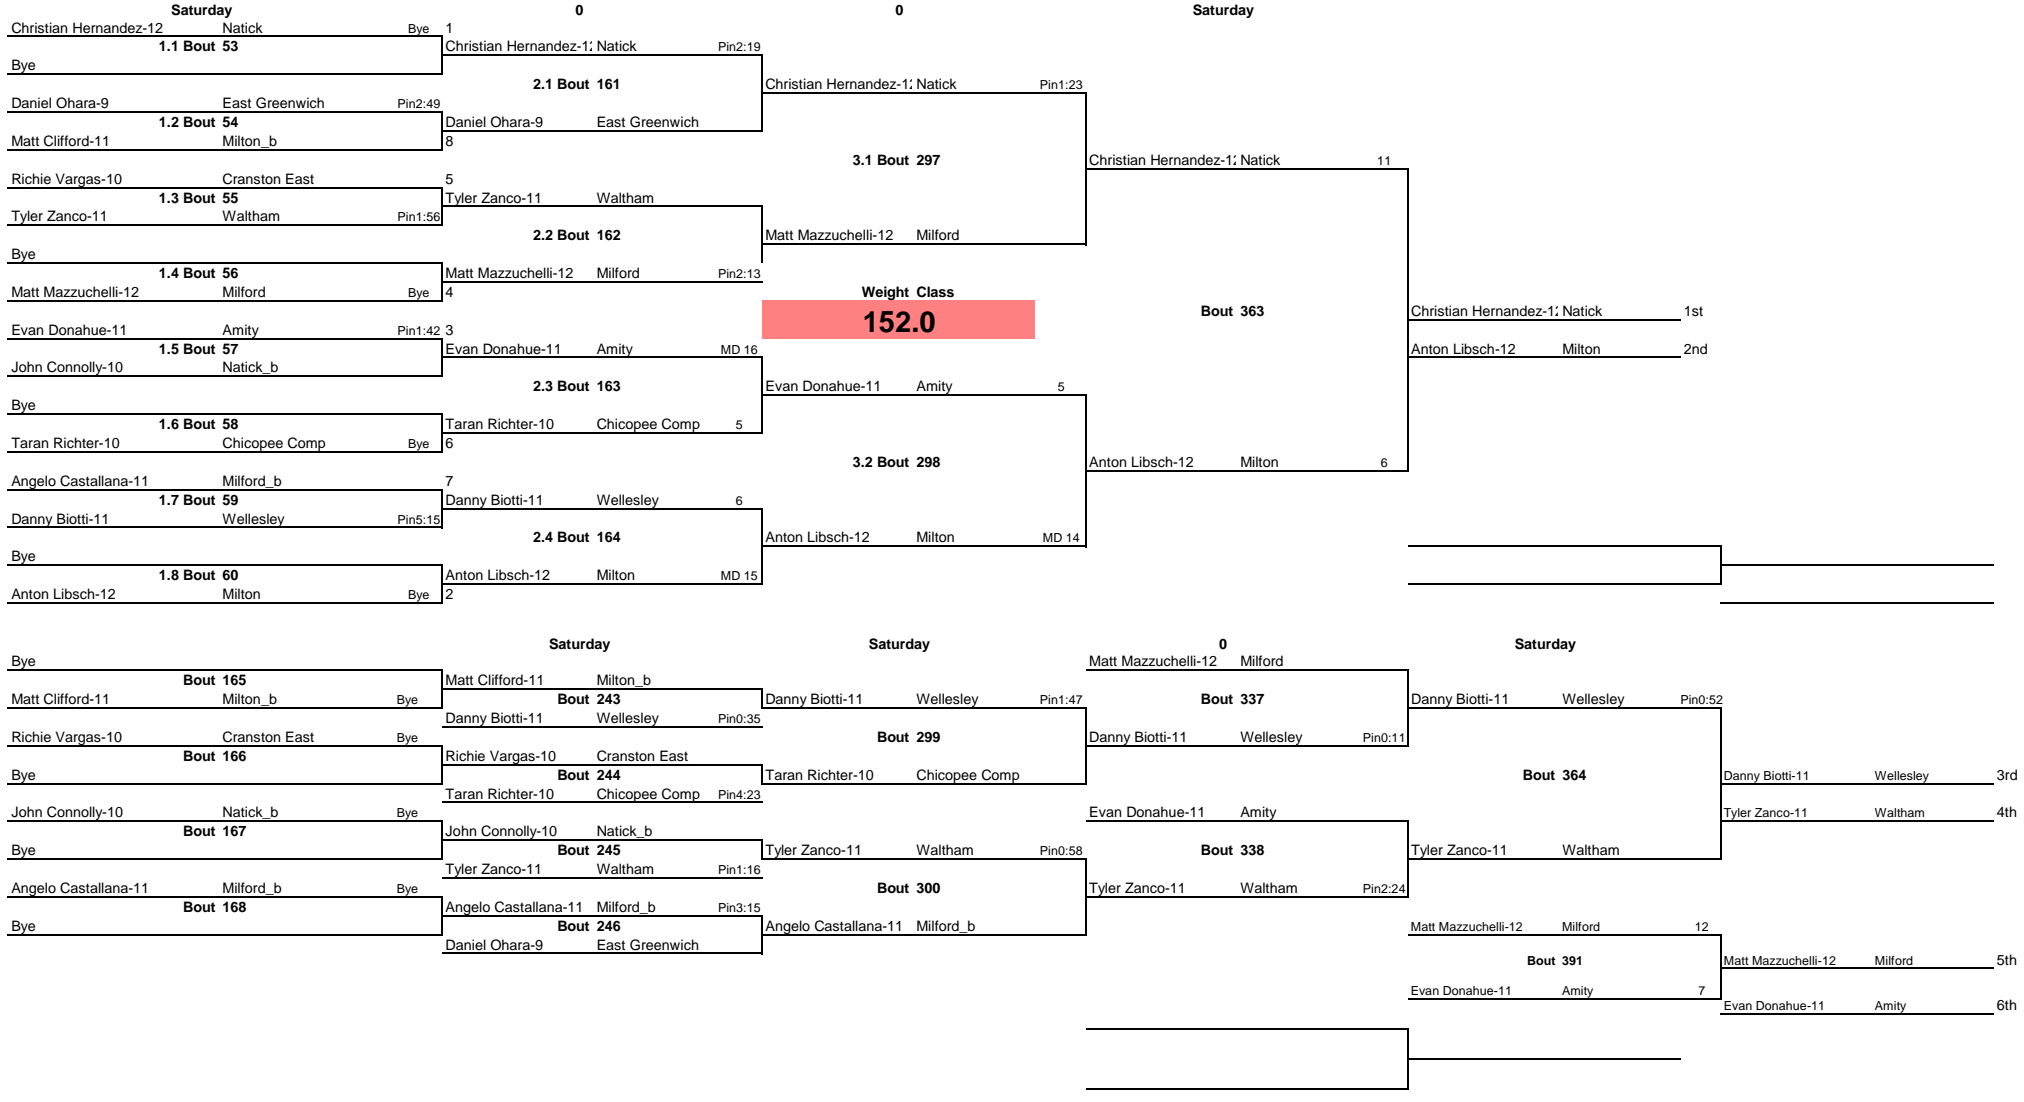 Saturday 0 0 Saturday
Christian Hernandez-12 Natick Bye 1
1.1 Bout 53 Christian Hernandez-12 Natick Pin2:19
Bye
2.1 Bout 161 Christian Hernandez-12 Natick Pin1:23
Daniel Ohara-9 East Greenwich Pin2:49
1.2 Bout 54 Daniel Ohara-9 East Greenwich
Matt Clifford-11 Milton_b 8
3.1 Bout 297 Christian Hernandez-12 Natick 11
Richie Vargas-10 Cranston East 5
1.3 Bout 55 Tyler Zanco-11 Waltham
Tyler Zanco-11 Waltham Pin1:56
2.2 Bout 162 Matt Mazzuchelli-12 Milford
Bye
1.4 Bout 56 Matt Mazzuchelli-12 Milford Pin2:13
Matt Mazzuchelli-12 Milford Bye 4 Weight Class
152.0 Bout 363 Christian Hernandez-12 Natick 1st
Evan Donahue-11 Amity Pin1:42 3
1.5 Bout 57 Evan Donahue-11 Amity MD 16 Anton Libsch-12 Milton 2nd
John Connolly-10 Natick_b
2.3 Bout 163 Evan Donahue-11 Amity 5
Bye
1.6 Bout 58 Taran Richter-10 Chicopee Comp 5
Taran Richter-10 Chicopee Comp Bye 6
3.2 Bout 298 Anton Libsch-12 Milton 6
Angelo Castallana-11 Milford_b 7
1.7 Bout 59 Danny Biotti-11 Wellesley 6
Danny Biotti-11 Wellesley Pin5:15
2.4 Bout 164 Anton Libsch-12 Milton MD 14
Bye
1.8 Bout 60 Anton Libsch-12 Milton MD 15
Anton Libsch-12 Milton Bye 2
Saturday Saturday 0 Saturday
Bye Matt Mazzuchelli-12 Milford
Bout 165 Matt Clifford-11 Milton_b
Matt Clifford-11 Milton_b Bye Bout 243 Danny Biotti-11 Wellesley Pin1:47 Bout 337 Danny Biotti-11 Wellesley Pin0:52
Danny Biotti-11 Wellesley Pin0:35
Richie Vargas-10 Cranston East Bye Bout 299 Danny Biotti-11 Wellesley Pin0:11
Bout 166 Richie Vargas-10 Cranston East
Bye Bout 244 Taran Richter-10 Chicopee Comp Bout 364 Danny Biotti-11 Wellesley 3rd
Taran Richter-10 Chicopee Comp Pin4:23
John Connolly-10 Natick_b Bye Evan Donahue-11 Amity Tyler Zanco-11 Waltham 4th
Bout 167 John Connolly-10 Natick_b
Bye Bout 245 Tyler Zanco-11 Waltham Pin0:58 Bout 338 Tyler Zanco-11 Waltham
Tyler Zanco-11 Waltham Pin1:16
Angelo Castallana-11 Milford_b Bye Bout 300 Tyler Zanco-11 Waltham Pin2:24
Bout 168 Angelo Castallana-11 Milford_b Pin3:15
Bye Bout 246 Angelo Castallana-11 Milford_b Matt Mazzuchelli-12 Milford 12
Daniel Ohara-9 East Greenwich
Bout 391 Matt Mazzuchelli-12 Milford 5th
Evan Donahue-11 Amity 7
Evan Donahue-11 Amity 6th